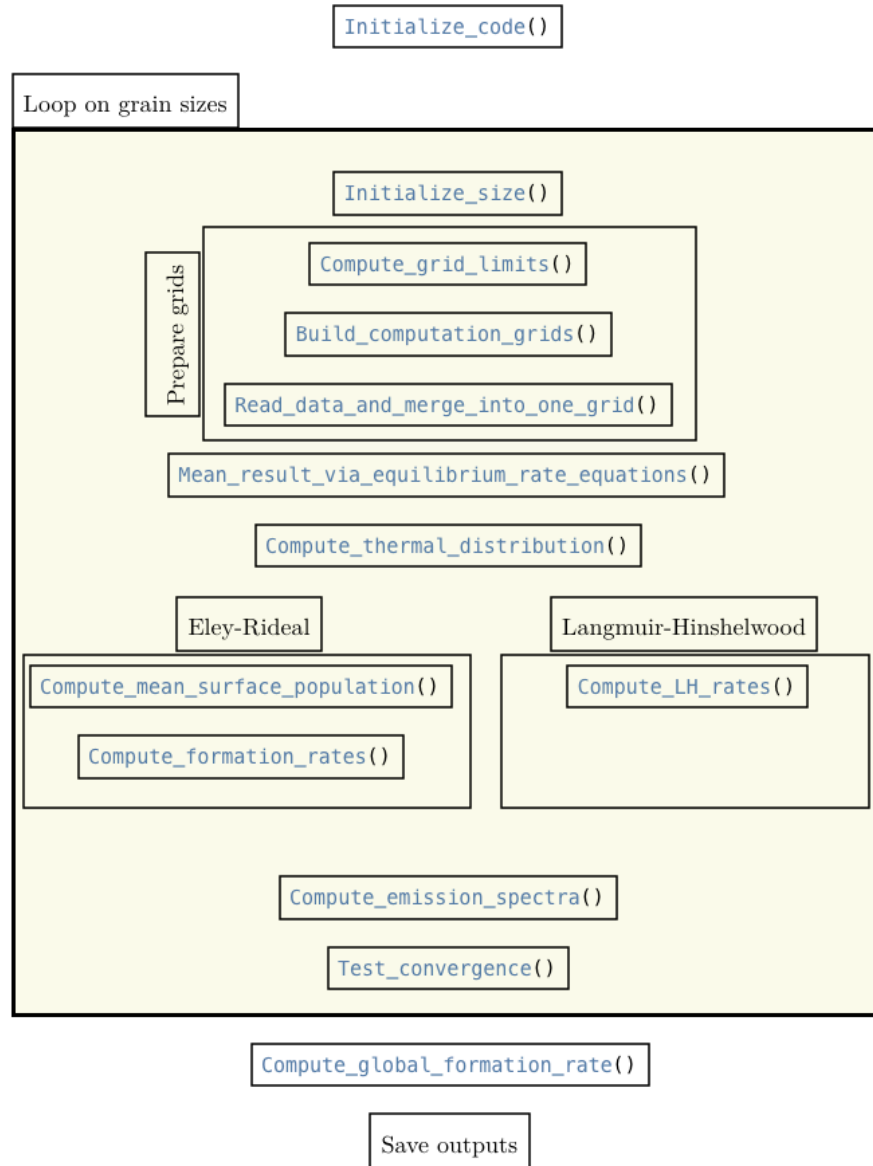 Initialize_code()
Loop on grain sizes
Initialize_size()
Prepare grids
Compute_grid_limits()
Build_computation_grids()
Read_data_and_merge_into_one_grid()
Mean_result_via_equilibrium_rate_equations()
Compute_thermal_distribution()
Eley-Rideal
Compute_mean_surface_population()
Compute_formation_rates()
Langmuir-Hinshelwood
Compute_LH_rates()
Compute_emission_spectra()
Test_convergence()
Compute_global_formation_rate()
Save outputs